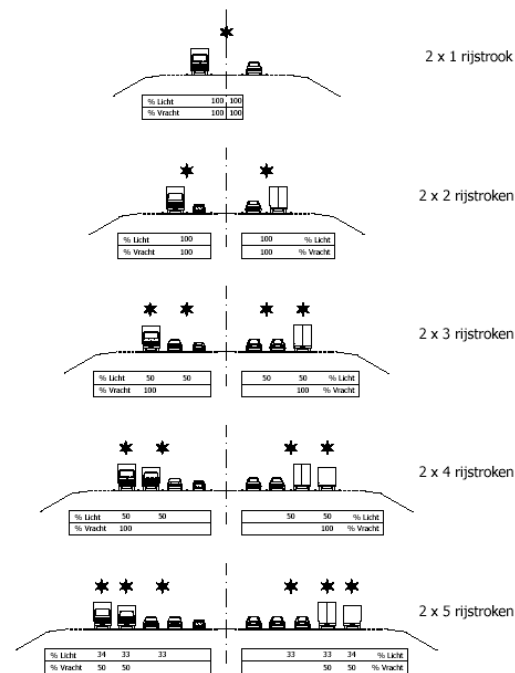 2 x 1 rijstrook
% Licht 100 100
% Vracht 100 100
2 x 2 rijstroken
% Licht 100 100 % Licht
% Vracht 100 100 % Vracht
2 x 3 rijstroken
% Licht 50 50 50 50 % Licht
% Vracht 100 100 % Vracht
2 x 4 rijstroken
% Licht 50 50 50 50 % Licht
% Vracht 100 100 % Vracht
2 x 5 rijstroken
% Licht 34 33 33 33 33 34 % Licht
% Vracht 50 50 50 50 % Vracht